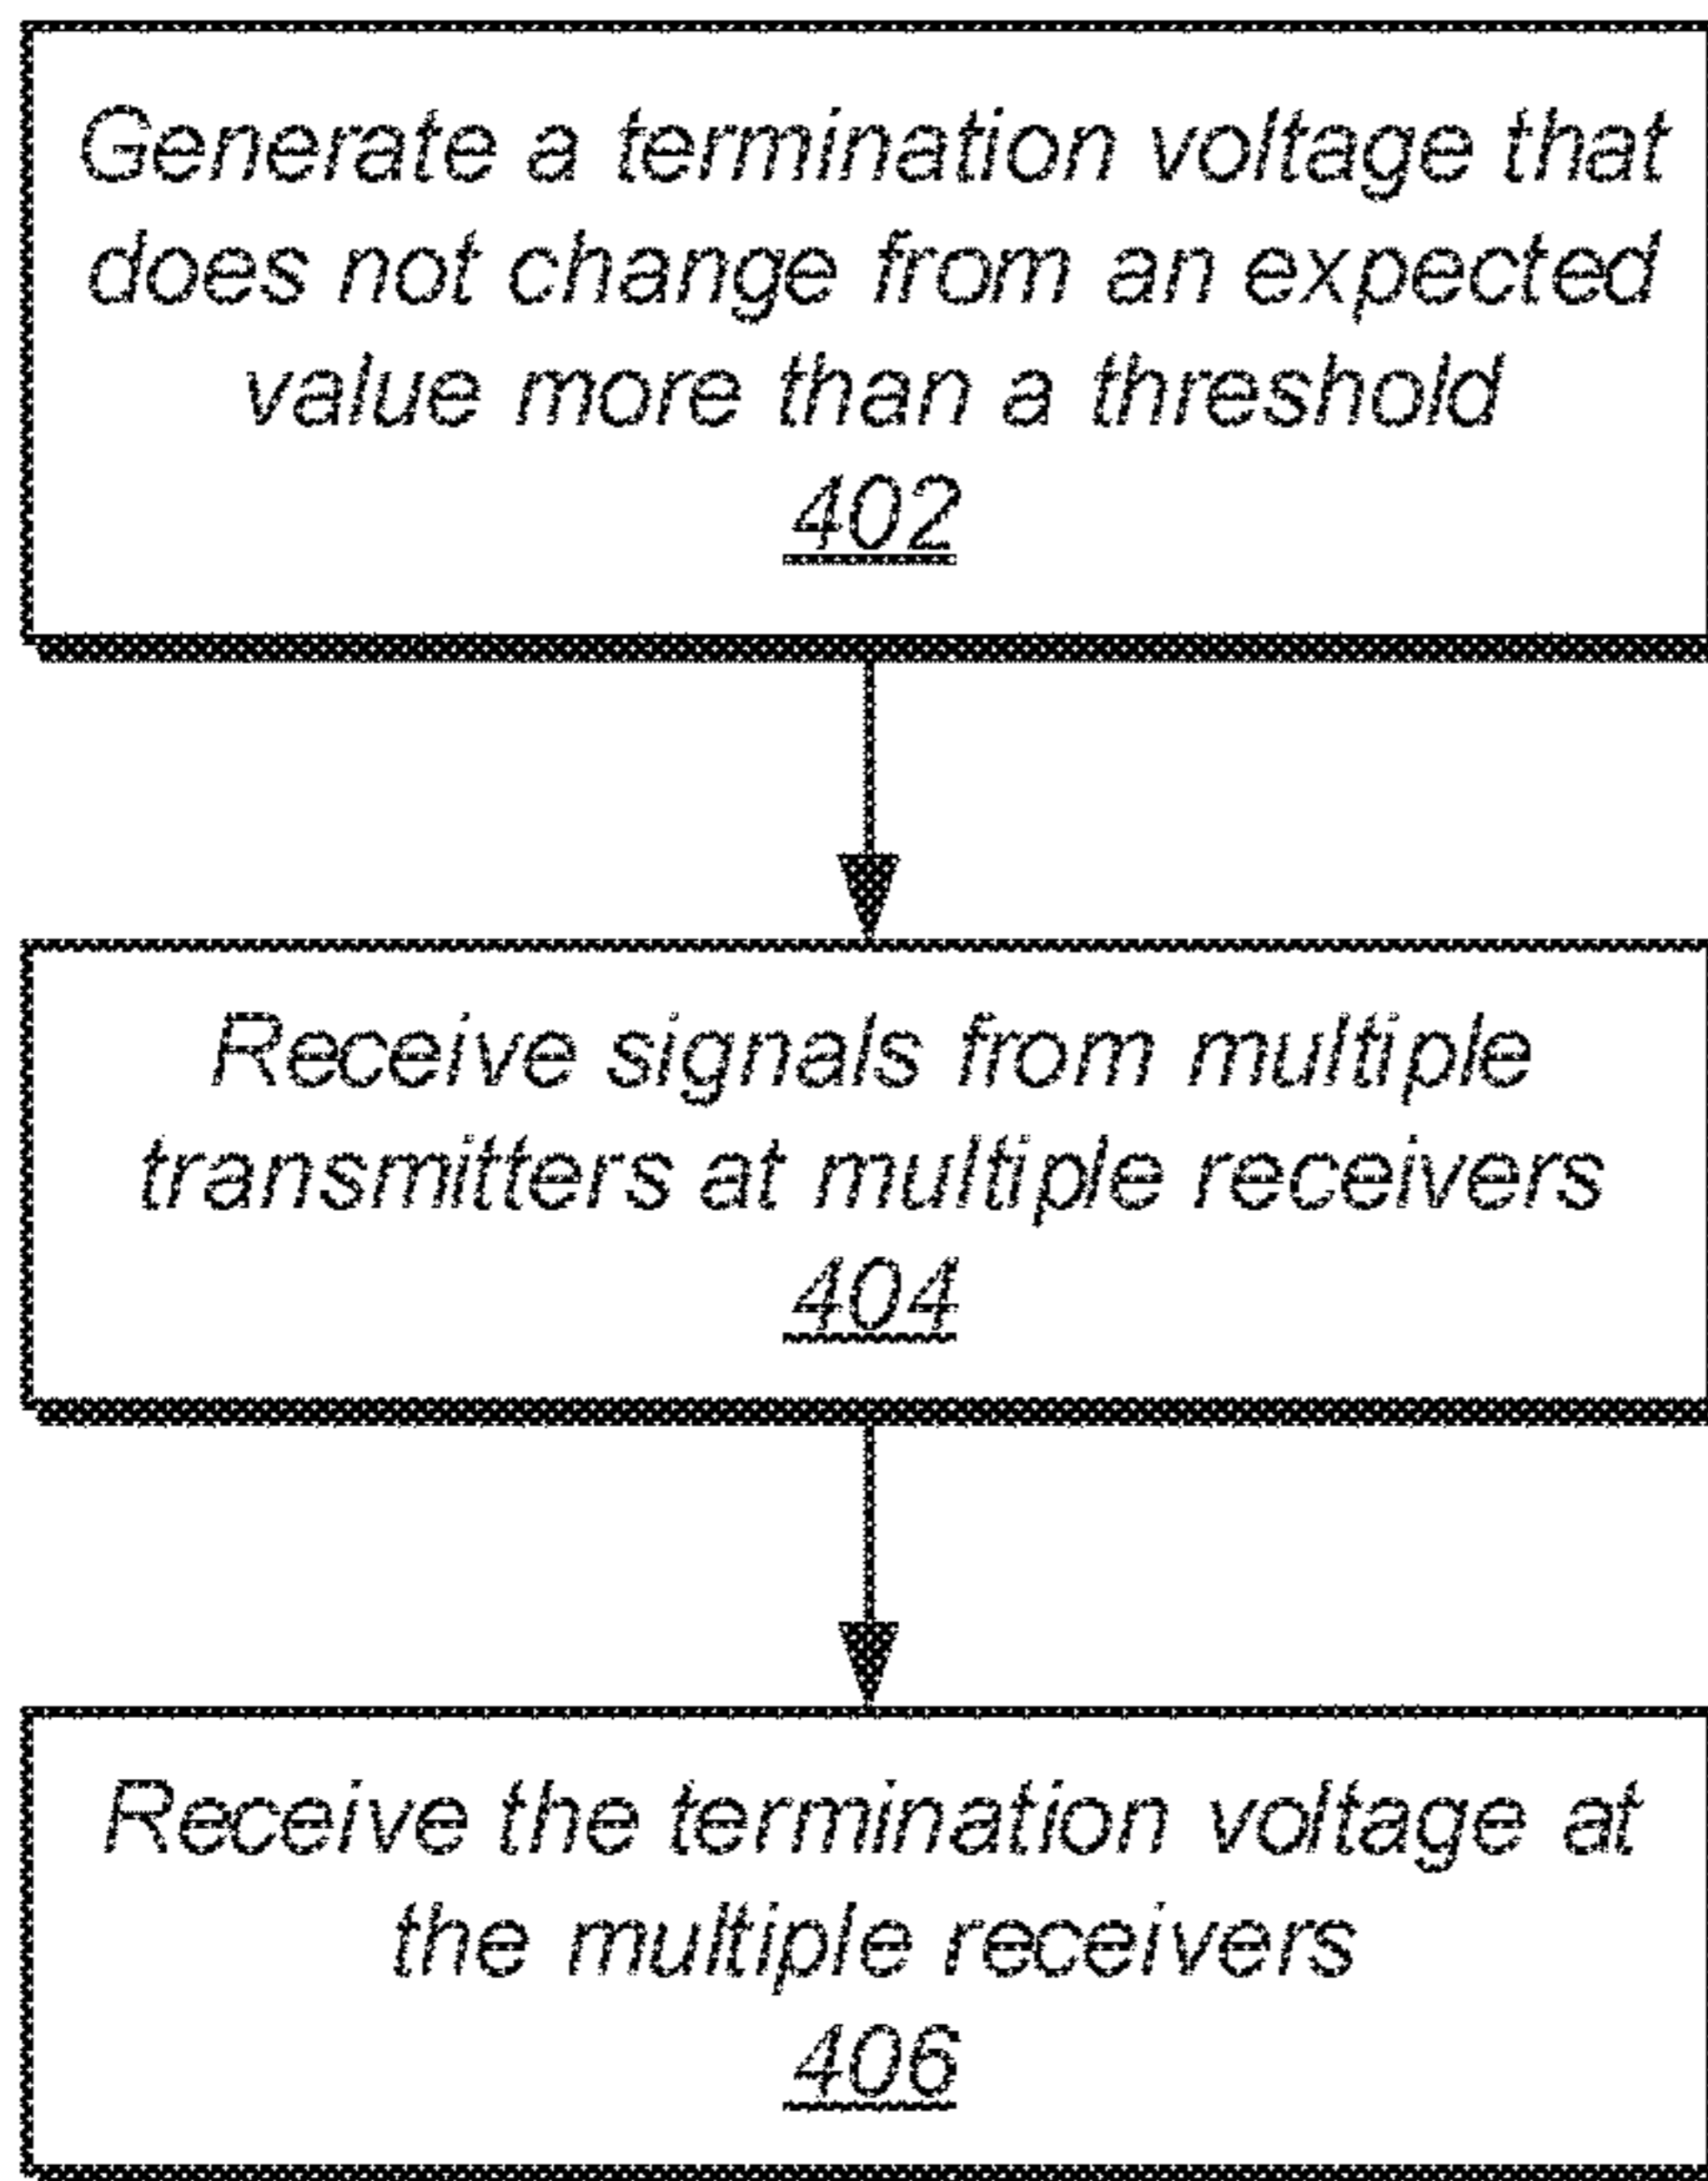 Generate a termination voltage that
does not change from an expected
value more than a threshold
402
Receive signals from multiple
transmitters at multiple receivers
404
Receive the termination voltage at
the multiple receivers
406